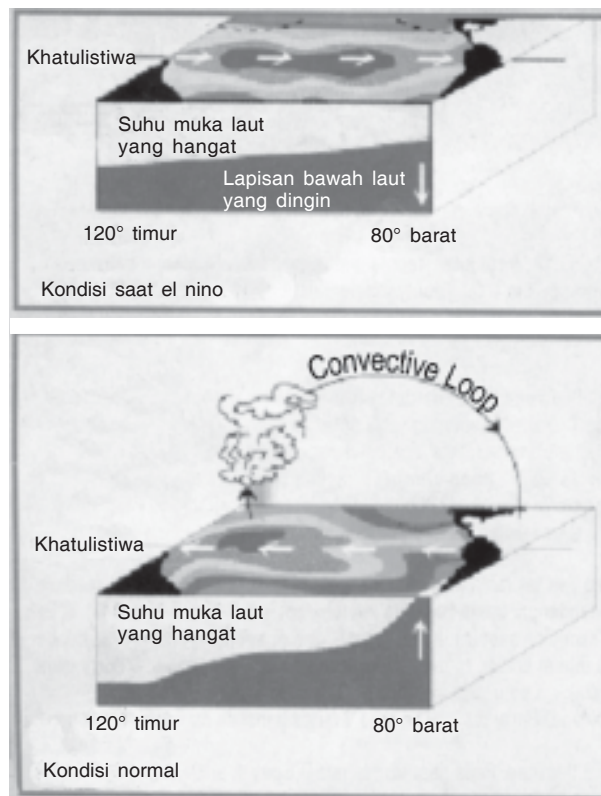 Khatulistiwa
Suhu muka laut
yang hangat
Lapisan bawah laut
yang dingin
120° timur
80° barat
Kondisi saat el nino
Convective Loop
Khatulistiwa
Suhu muka laut
yang hangat
120° timur
80° barat
Kondisi normal